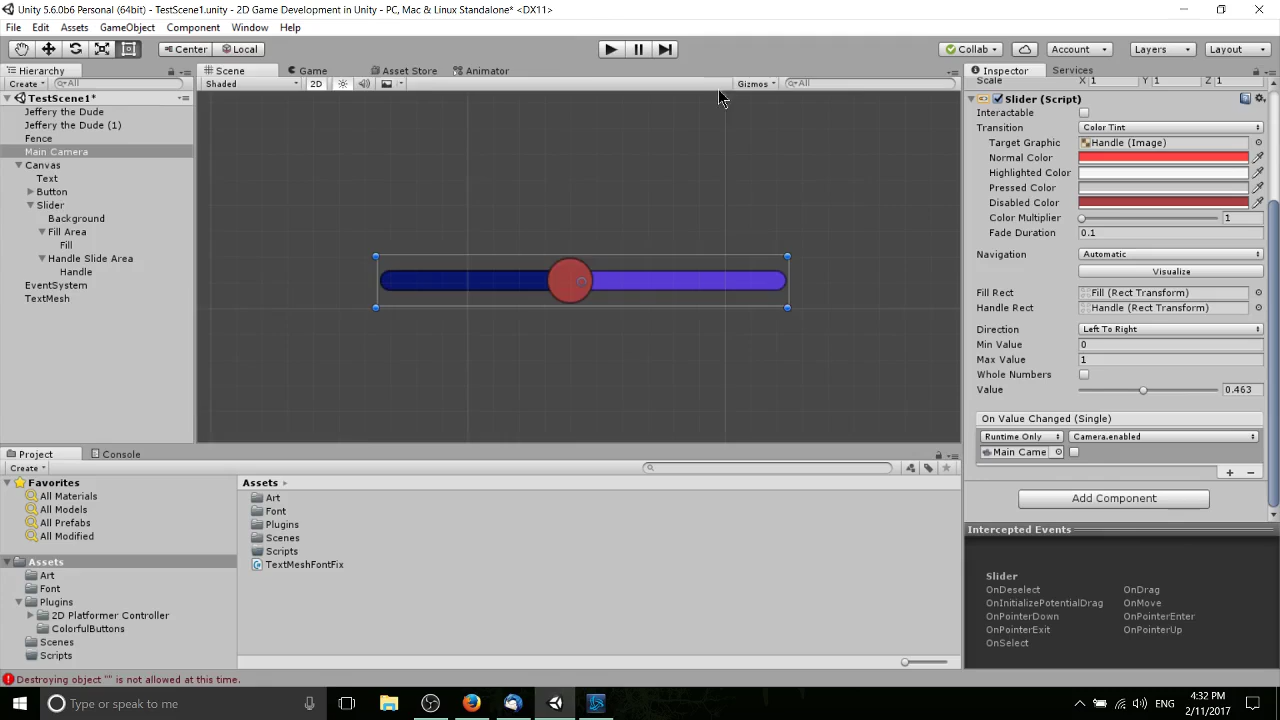 Unity 5.6.0b6 Personal (64bit) - TestScene1.unity - 2D Game Development in Unity - PC, Mac & Linux Standalone* <DX11>
File Edit Assets GameObject Component Window Help
Center Local Collab Account Layers Layout
Hierarchy Scene Game Asset Store Animator Inspector Services
Create All Shaded 2D Gizmos All Scale X 1 Y 1 Z 1
TestScene1* Slider (Script)
Jeffery the Dude Interactable
Jeffery the Dude (1) Transition Color Tint
Fence Target Graphic Handle (Image)
Main Camera Normal Color
Canvas Highlighted Color
Text Pressed Color
Button Disabled Color
Slider Color Multiplier 1
Background Fade Duration 0.1
Fill Area Navigation Automatic
Fill Visualize
Handle Slide Area Fill Rect Fill (Rect Transform)
Handle Handle Rect Handle (Rect Transform)
EventSystem Direction Left To Right
TextMesh Min Value 0
Max Value 1
Whole Numbers
Value 0.463
On Value Changed (Single)
Runtime Only Camera.enabled
Main Came
Add Component
Project Console
Create
Favorites
All Materials
All Models
All Prefabs
All Modified
Assets
Art
Font
Plugins
2D Platformer Controller
ColorfulButtons
Scenes
Scripts
Assets
Art
Font
Plugins
Scenes
Scripts
TextMeshFontFix
Intercepted Events
Slider
OnDeselect OnDrag
OnInitializePotentialDrag OnMove
OnPointerDown OnPointerEnter
OnPointerExit OnPointerUp
OnSelect
Destroying object "" is not allowed at this time.
Type or speak to me
ENG
4:32 PM
2/11/2017